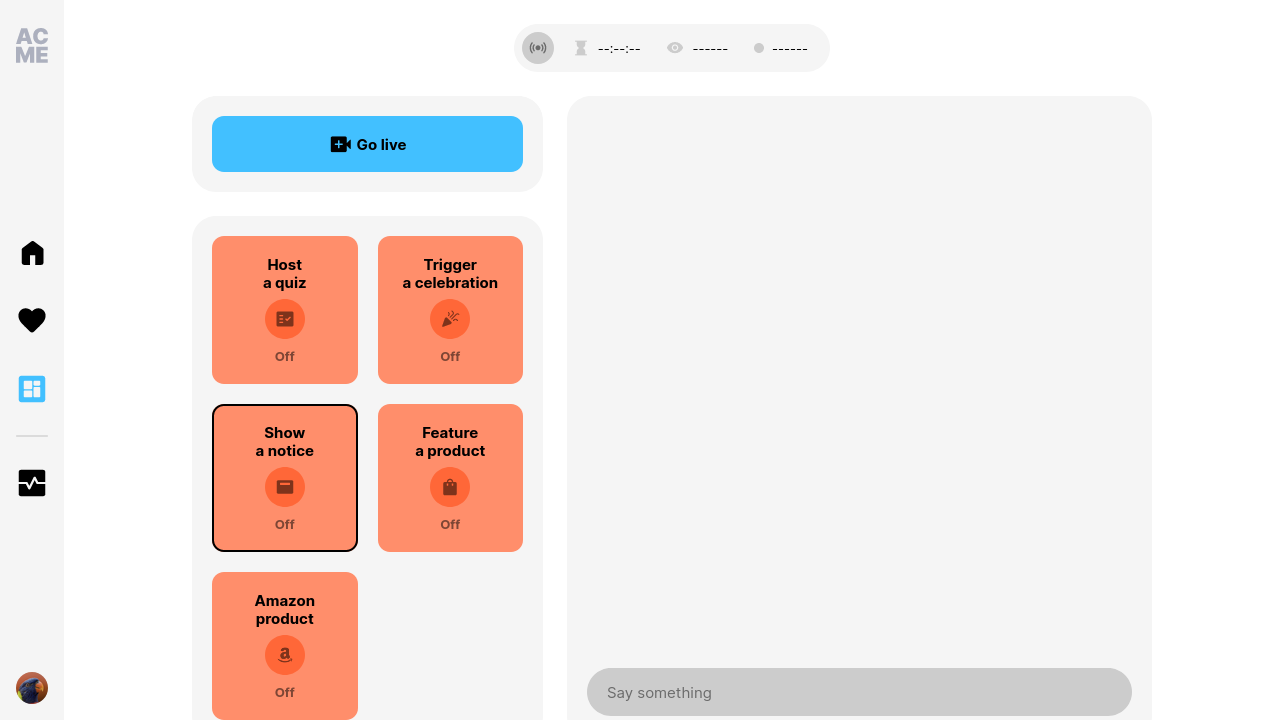 AC
ME
--:--:--
------
------
Go live
Host
a quiz
Off
Trigger
a celebration
Off
Show
a notice
Off
Feature
a product
Off
Amazon
product
Off
Say something